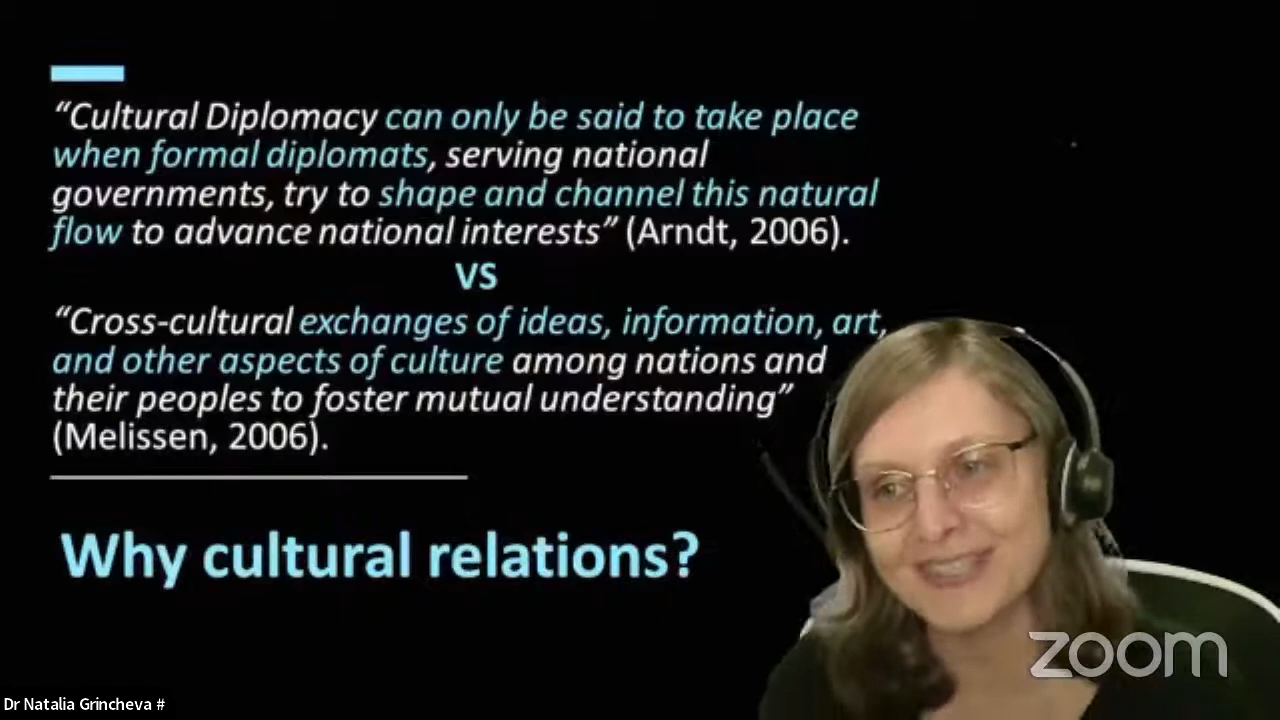 “Cultural Diplomacy can only be said to take place
when formal diplomats, serving national
governments, try to shape and channel this natural
flow to advance national interests” (Arndt, 2006).
VS
“Cross-cultural exchanges of ideas, information, art,
and other aspects of culture among nations and
their peoples to foster mutual understanding”
(Melissen, 2006).
Why cultural relations?
zoom
Dr Natalia Grincheva #